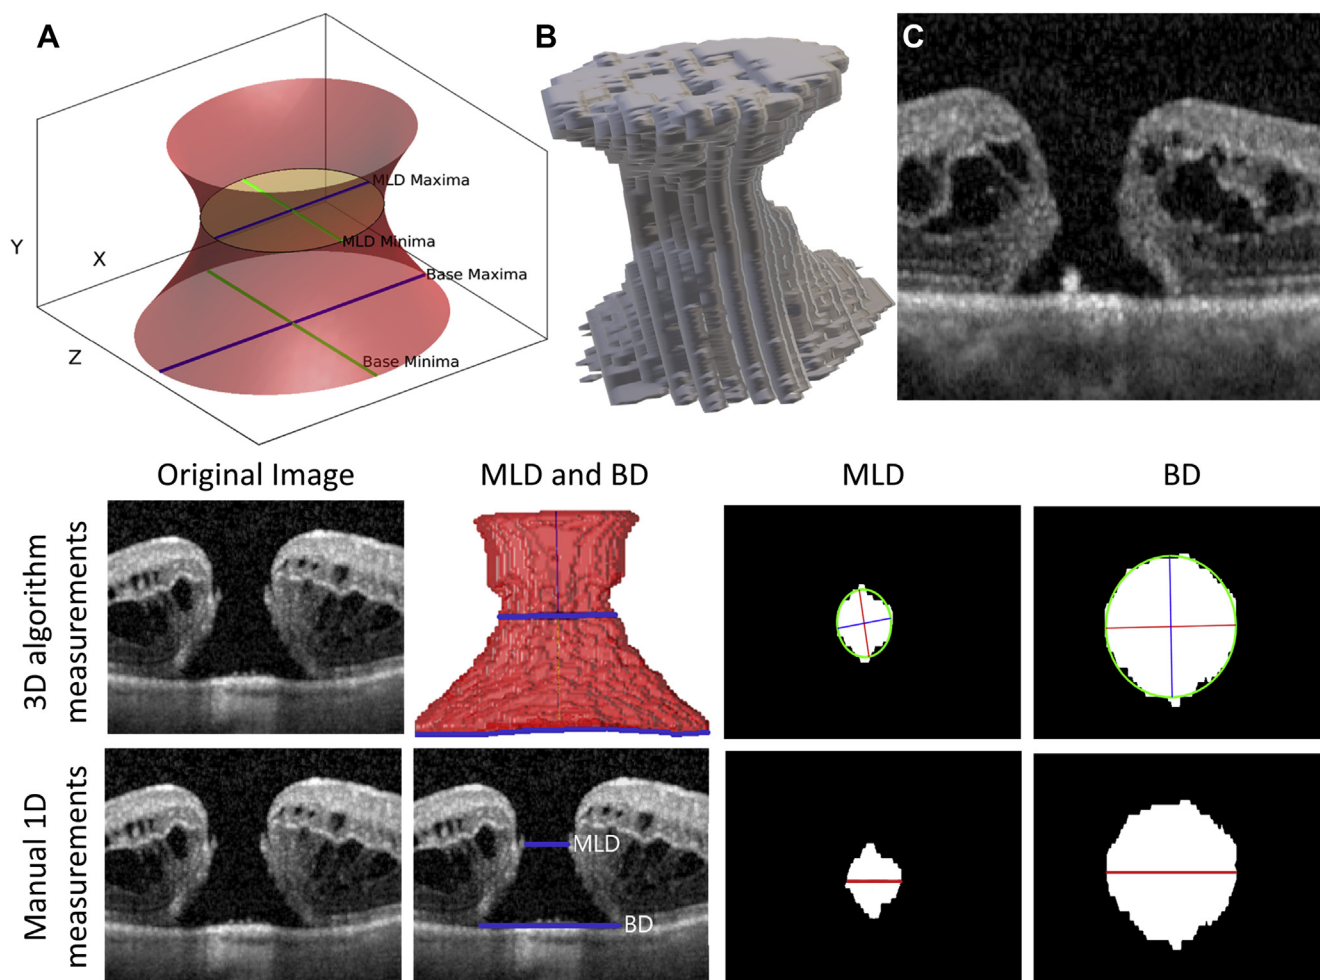 A
B
C
MLD Maxima
MLD Minima
Base Maxima
Base Minima
Y
X
Z
Original Image
MLD and BD
MLD
BD
3D algorithm
measurements
Manual 1D
measurements
MLD
BD